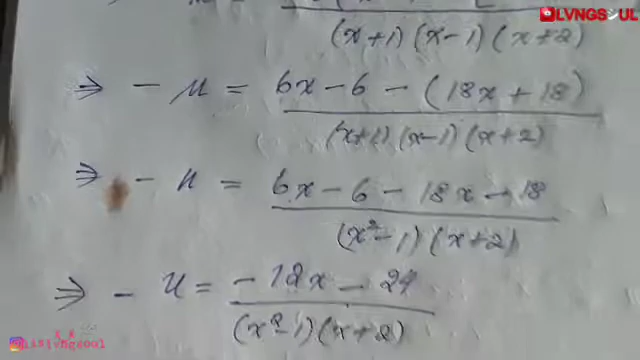 LVNGSOUL
(x+1) (x-1) (x+2)
⇒ - u = 6x - 6 - (18x + 18) / (x+1) (x-1) (x+2)
⇒ - u = 6x - 6 - 18x - 18 / (x² - 1) (x+2)
⇒ - u = -12x - 24 / (x² - 1) (x+2)